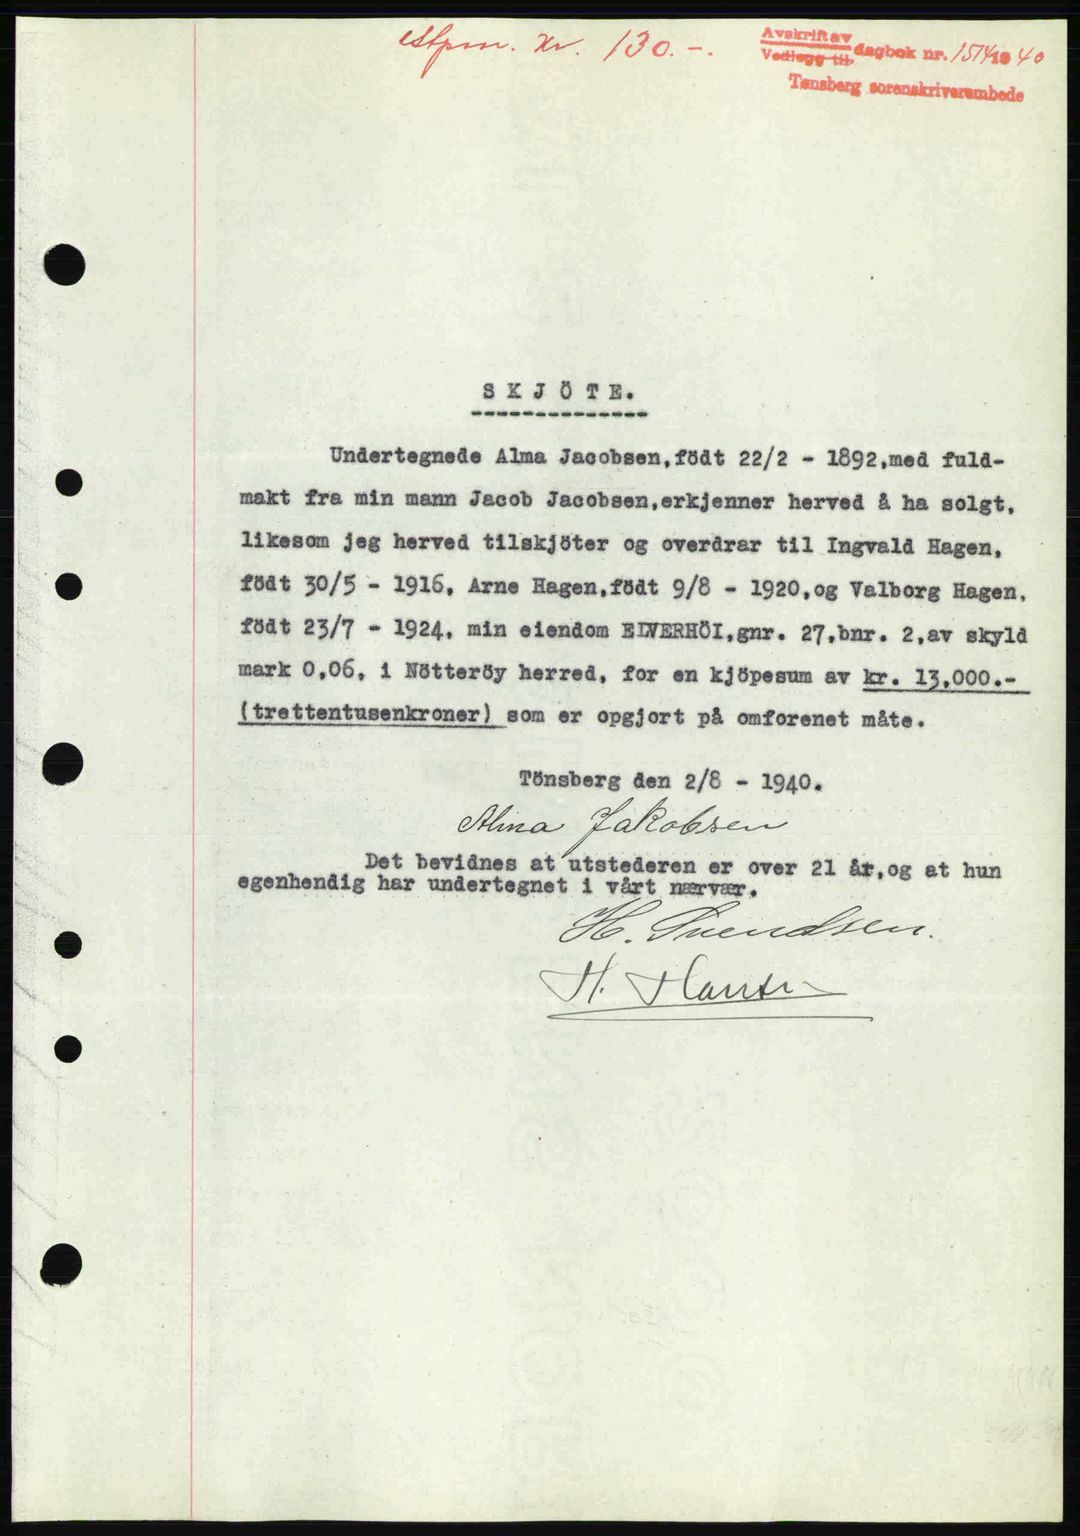 Stpm. Kr. 130.-.
Avskrift av
Vedlegg til dagbok nr. 1514 19 40
Tønsberg sorenskriverembede
SKJÖTE.
Undertegnede Alma Jacobsen,födt 22/2 - 1892,med fuld-
makt fra min mann Jacob Jacobsen,erkjenner herved å ha solgt,
likesom jeg herved tilskjöter og overdrar til Ingvald Hagen,
födt 30/5 - 1916, Arne Hagen,födt 9/8 - 1920,og Valborg Hagen,
födt 23/7 - 1924, min eiendom ELVERHÖI,gnr. 27,bnr. 2,av skyld
mark 0,06, i Nötteröy herred, for en kjöpesum av kr. 13,000.-
(trettentusenkroner) som er opgjort på omforenet måte.
Tönsberg den 2/8 - 1940.
Alma Jakobsen
Det bevidnes at utstederen er over 21 år,og at hun
egenhendig har undertegnet i vårt nærvær.
H. Svendsen.
H. Hansen